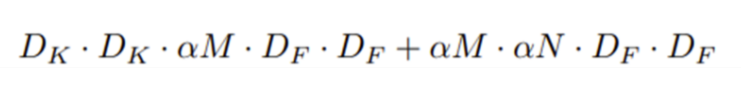 D_K · D_K · αM · D_F · D_F + αM · αN · D_F · D_F